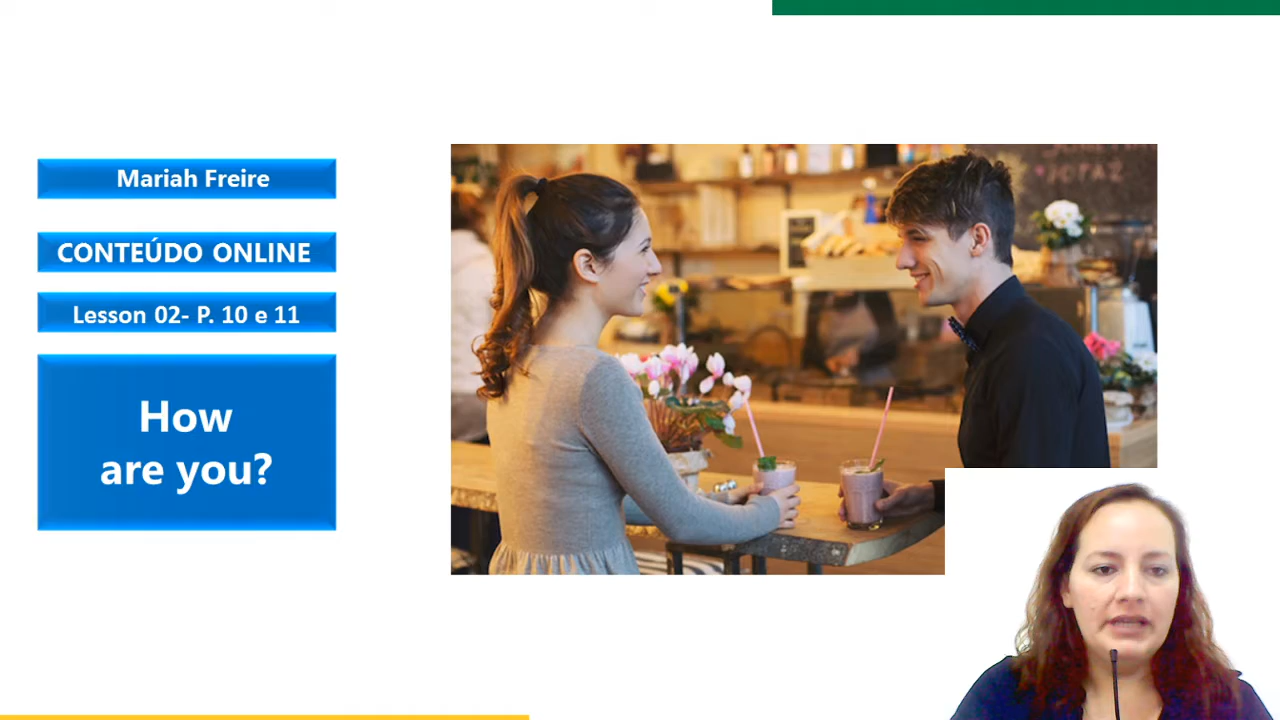 Mariah Freire
CONTEÚDO ONLINE
Lesson 02- P. 10 e 11
How
are you?